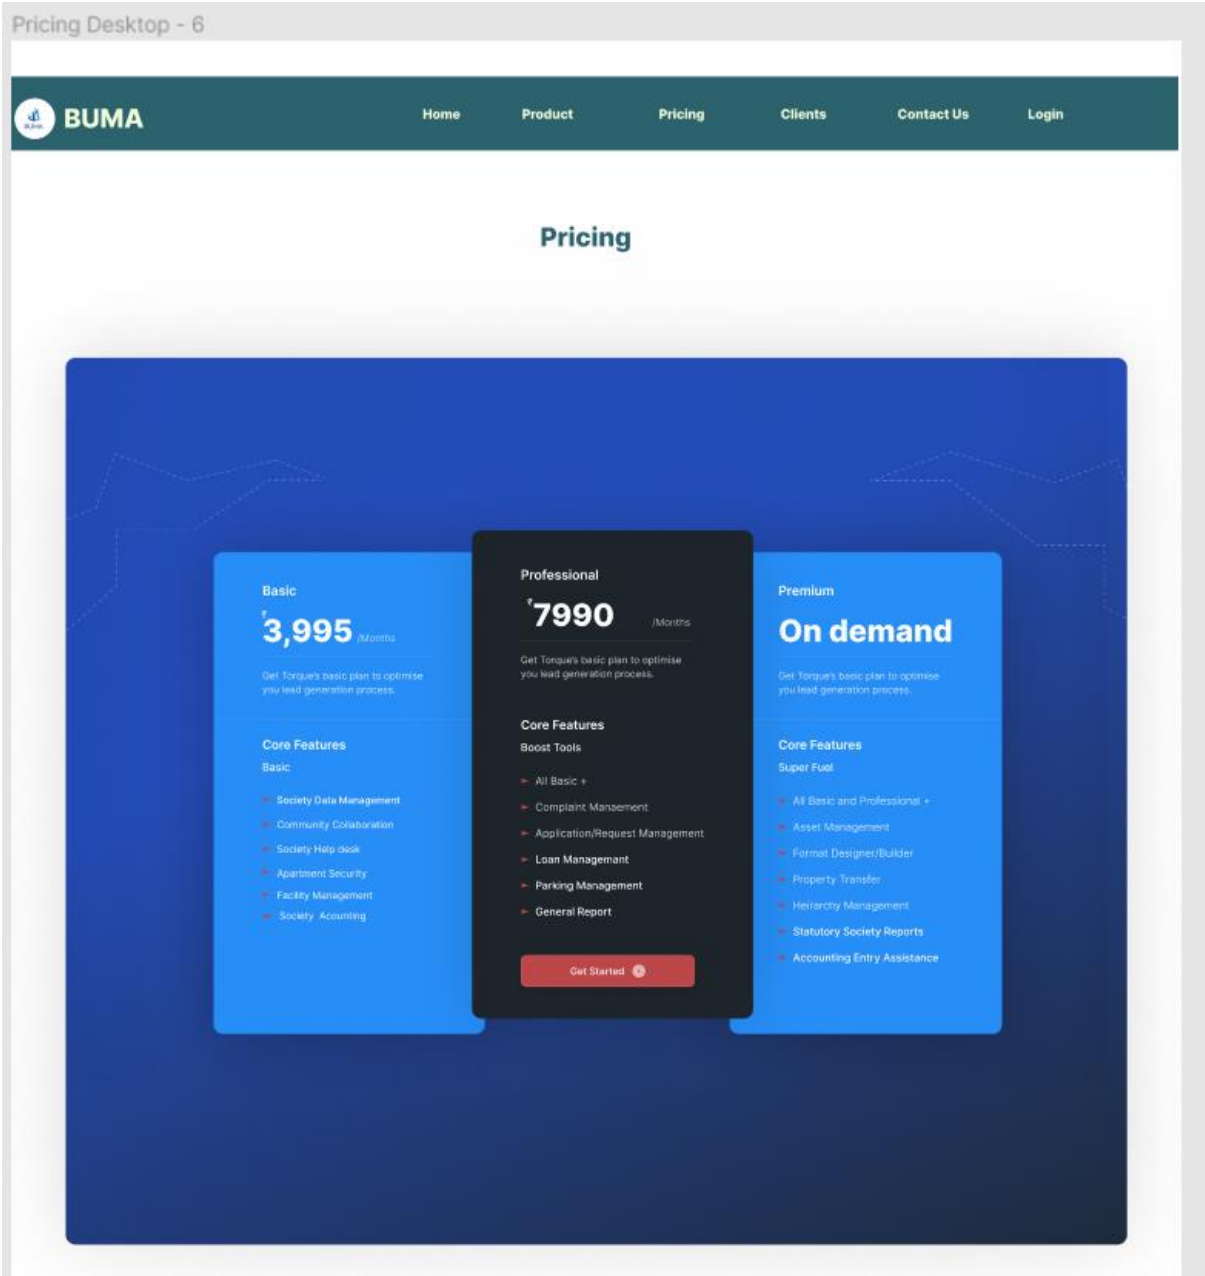 Pricing Desktop - 6
BUMA
BUMA
Home
Product
Pricing
Clients
Contact Us
Login
Pricing
Basic
₹
3,995 /Months
Get Torque's basic plan to optimise
you lead generation process.
Core Features
Basic
Society Data Management
Community Collaboration
Society Help desk
Apartment Security
Facility Management
Society Acounting
Professional
₹
7990 /Months
Get Torque's basic plan to optimise
you lead generation process.
Core Features
Boost Tools
All Basic +
Complaint Manaement
Application/Request Management
Loan Managemant
Parking Management
General Report
Get Started
Premium
On demand
Get Torque's basic plan to optimise
you lead generation process.
Core Features
Super Fuel
All Basic and Professional +
Asset Management
Format Designer/Builder
Property Transfer
Heirarchy Management
Statutory Society Reports
Accounting Entry Assistance